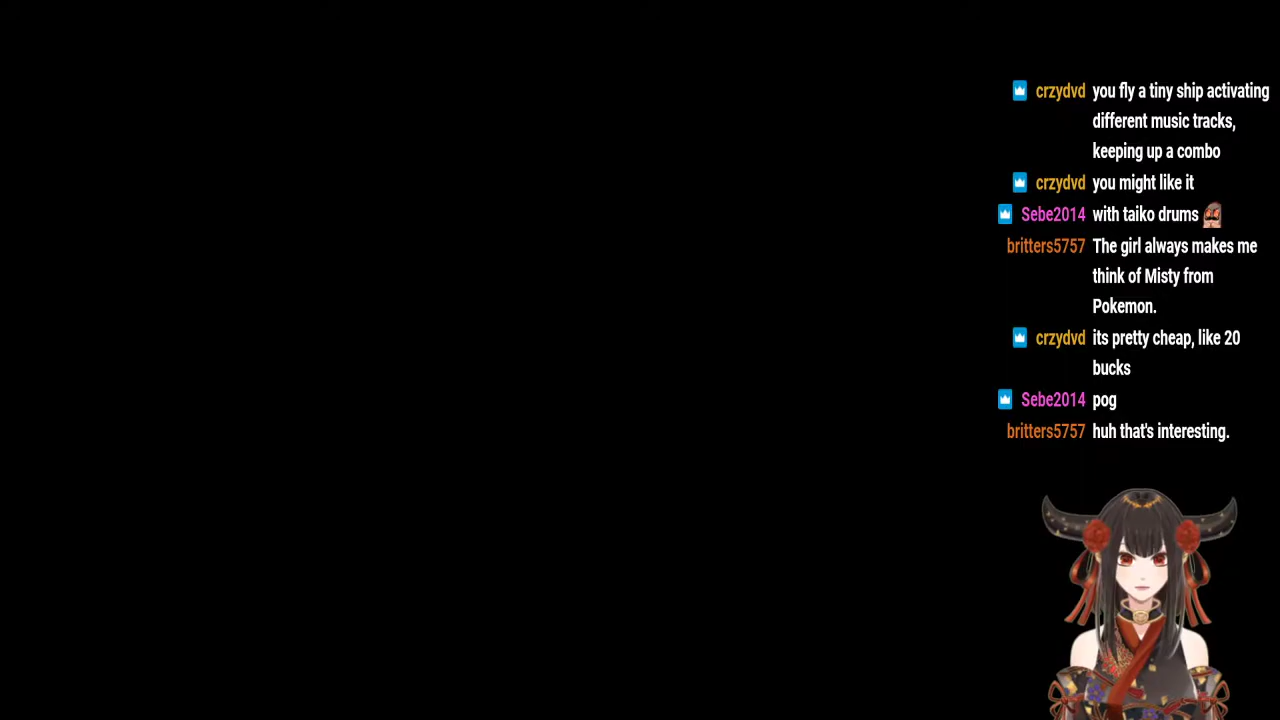 crzydvd you fly a tiny ship activating
different music tracks,
keeping up a combo
crzydvd you might like it
Sebe2014 with taiko drums
britters5757 The girl always makes me
think of Misty from
Pokemon.
crzydvd its pretty cheap, like 20
bucks
Sebe2014 pog
britters5757 huh that's interesting.